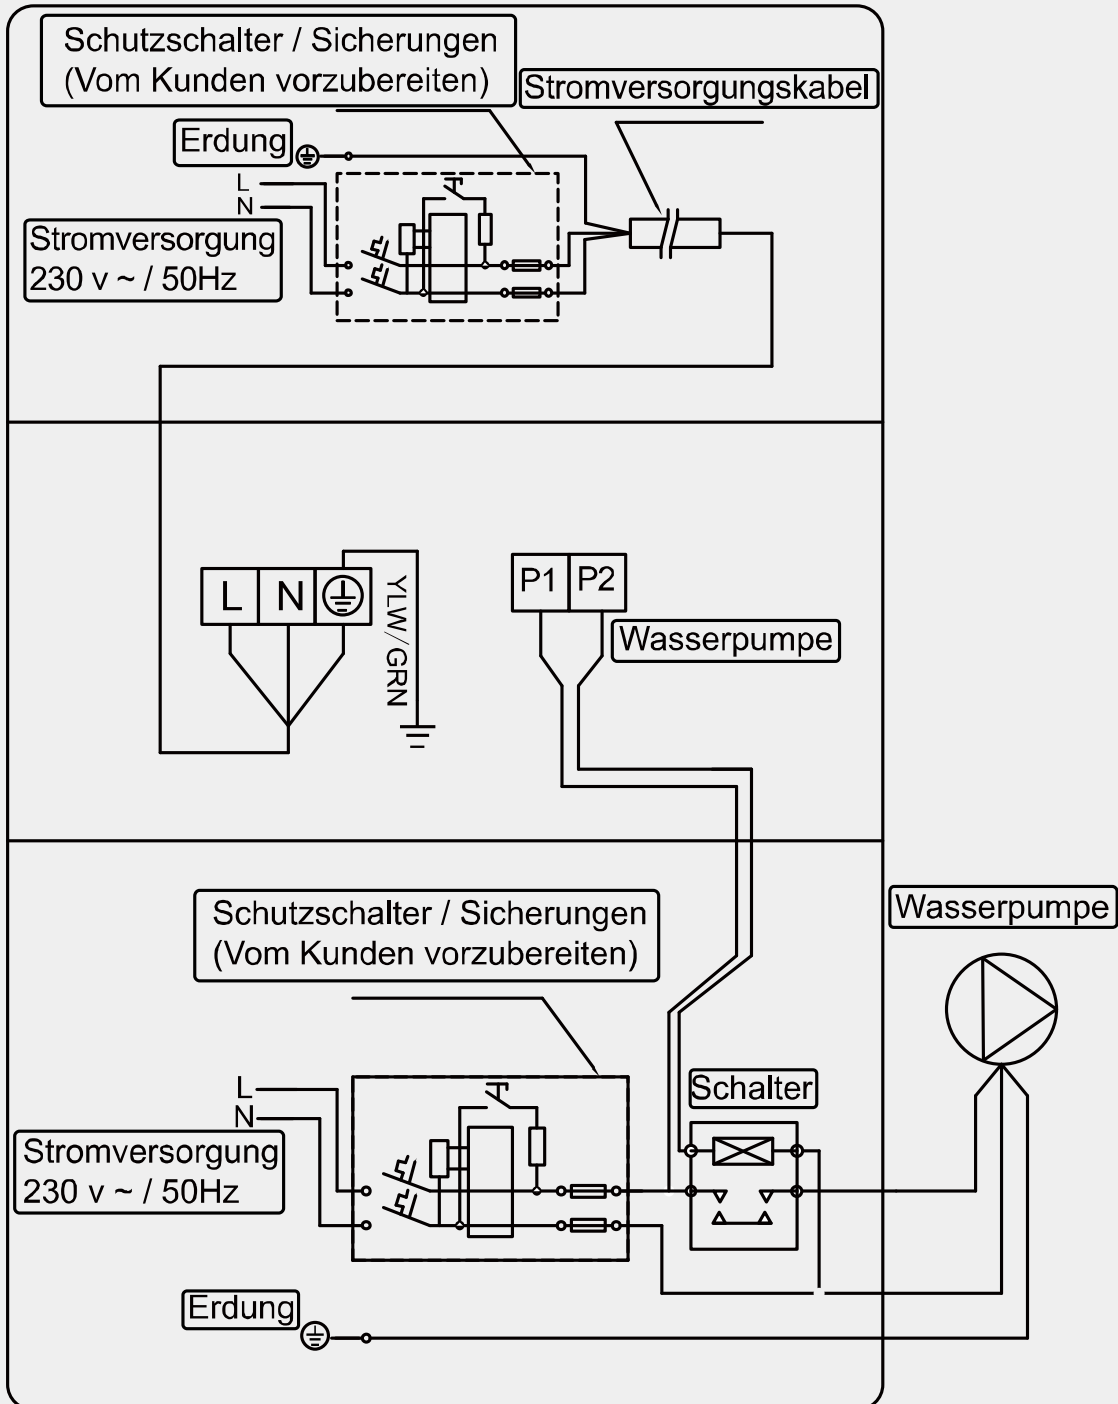 Schutzschalter / Sicherungen
(Vom Kunden vorzubereiten)
Stromversorgungskabel
Erdung
L
N
Stromversorgung
230 v ~ / 50Hz
L N
YLW/GRN
P1 P2
Wasserpumpe
Schutzschalter / Sicherungen
(Vom Kunden vorzubereiten)
Wasserpumpe
Schalter
L
N
Stromversorgung
230 v ~ / 50Hz
Erdung